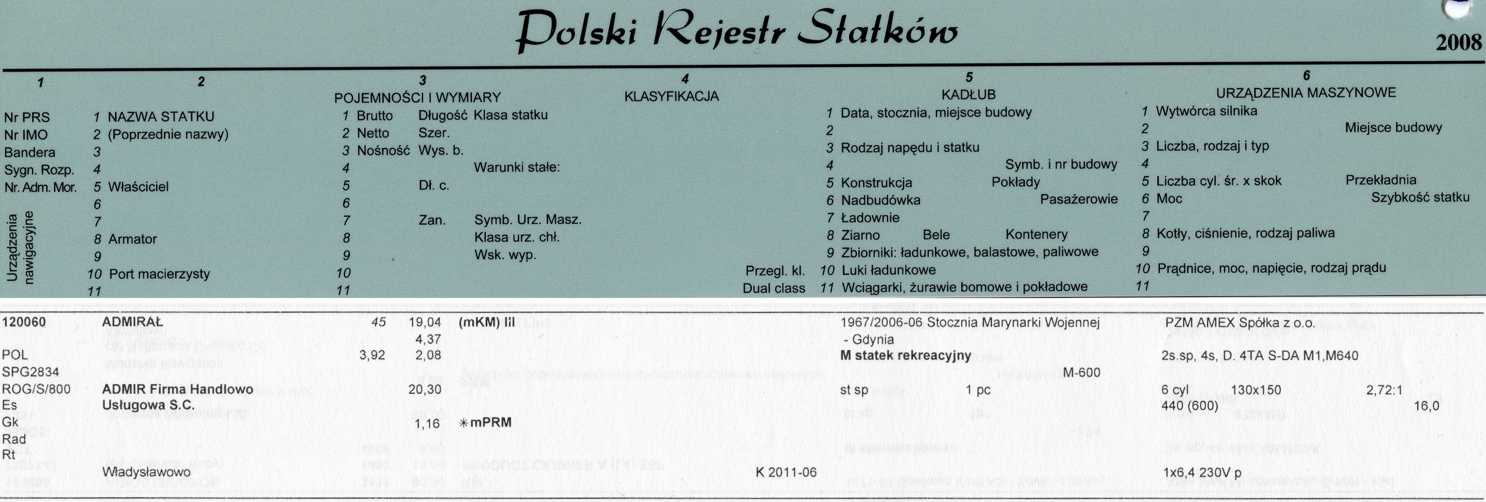 Polski Rejestr Statków
2008
1 2 3 4 5 6
POJEMNOŚCI I WYMIARY KLASYFIKACJA KADŁUB URZĄDZENIA MASZYNOWE
Nr PRS 1 NAZWA STATKU 1 Brutto Długość Klasa statku 1 Data, stocznia, miejsce budowy 1 Wytwórca silnika
Nr IMO 2 (Poprzednie nazwy) 2 Netto Szer. 2 2 Miejsce budowy
Bandera 3 3 Nośność Wys. b. 3 Rodzaj napędu i statku 3 Liczba, rodzaj i typ
Sygn. Rozp. 4 4 Warunki stałe: 4 Symb. i nr budowy 4
Nr. Adm. Mor. 5 Właściciel 5 Dł. c. 5 Konstrukcja Pokłady 5 Liczba cyl. śr. x skok Przekładnia
6 6 6 Nadbudówka Pasażerowie 6 Moc Szybkość statku
Urządzenia nawigacyjne 7 7 Zan. Symb. Urz. Masz. 7 Ładownie 7
8 Armator 8 Klasa urz. chł. 8 Ziarno Bele Kontenery 8 Kotły, ciśnienie, rodzaj paliwa
9 9 Wsk. wyp. 9 Zbiorniki: ładunkowe, balastowe, paliwowe 9
10 Port macierzysty 10 Przegl. kl. 10 Luki ładunkowe 10 Prądnice, moc, napięcie, rodzaj prądu
11 11 Dual class 11 Wciągarki, żurawie bomowe i pokładowe 11
120060 ADMIRAŁ 45 19,04 (mKM) III 1967/2006-06 Stocznia Marynarki Wojennej PZM AMEX Spółka z o.o.
4,37 - Gdynia
POL 3,92 2,08 M statek rekreacyjny 2s.sp, 4s, D. 4TA S-DA M1,M640
SPG2834 M-600
ROG/S/800 ADMIR Firma Handlowo 20,30 st sp 1 pc 6 cyl 130x150 2,72:1
Es Usługowa S.C. 440 (600) 16,0
Gk 1,16 ✳mPRM
Rad
Rt
Władysławowo K 2011-06 1x6,4 230V p